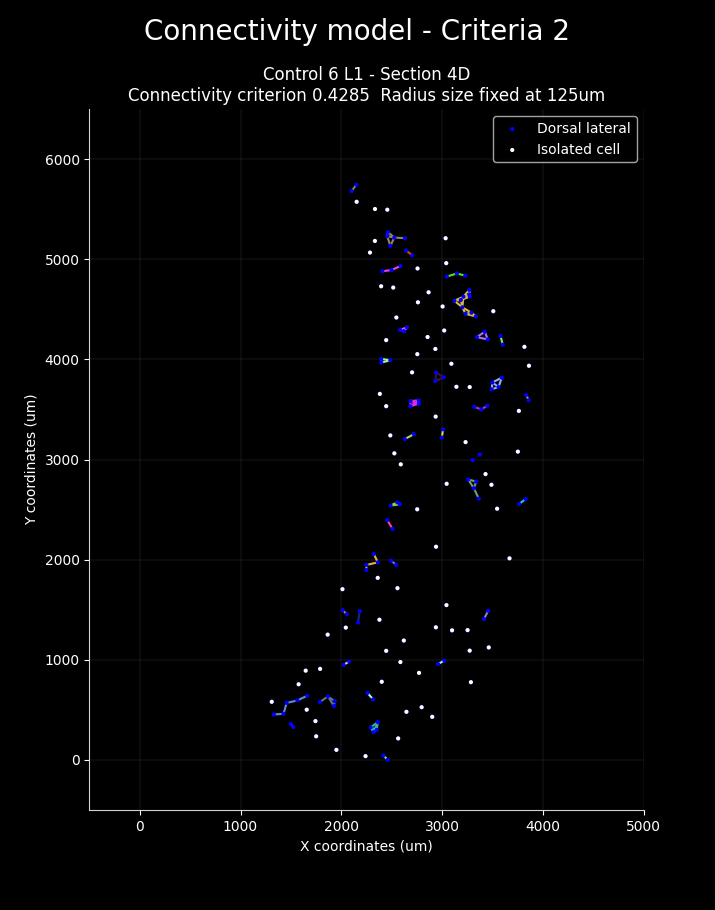 Connectivity model - Criteria 2
Control 6 L1 - Section 4D
Connectivity criterion 0.4285  Radius size fixed at 125um
Dorsal lateral
Isolated cell
6000
5000
4000
3000
2000
1000
0
Y coordinates (um)
0 1000 2000 3000 4000 5000
X coordinates (um)